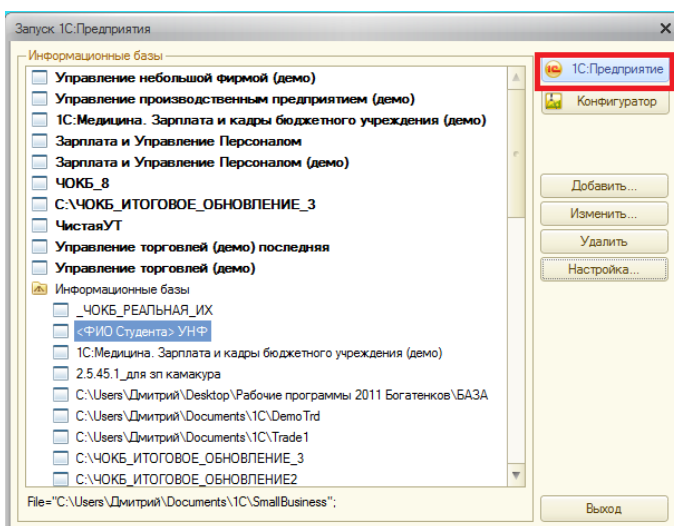 Запуск 1С:Предприятия
Информационные базы
Управление небольшой фирмой (демо)
Управление производственным предприятием (демо)
1С:Медицина. Зарплата и кадры бюджетного учреждения (демо)
Зарплата и Управление Персоналом
Зарплата и Управление Персоналом (демо)
ЧОКБ_8
C:\ЧОКБ_ИТОГОВОЕ_ОБНОВЛЕНИЕ_3
ЧистаяУТ
Управление торговлей (демо) последняя
Управление торговлей (демо)
Информационные базы
_ЧОКБ_РЕАЛЬНАЯ_ИХ
<ФИО Студента> УНФ
1С:Медицина. Зарплата и кадры бюджетного учреждения (демо)
2.5.45.1_для зп камакура
C:\Users\Дмитрий\Desktop\Рабочие программы 2011 Богатенков\БАЗА
C:\Users\Дмитрий\Documents\1C\DemoTrd
C:\Users\Дмитрий\Documents\1C\Trade1
C:\ЧОКБ_ИТОГОВОЕ_ОБНОВЛЕНИЕ_3
C:\ЧОКБ_ИТОГОВОЕ_ОБНОВЛЕНИЕ2
File="C:\Users\Дмитрий\Documents\1C\SmallBusiness";
1С:Предприятие
Конфигуратор
Добавить...
Изменить...
Удалить
Настройка...
Выход